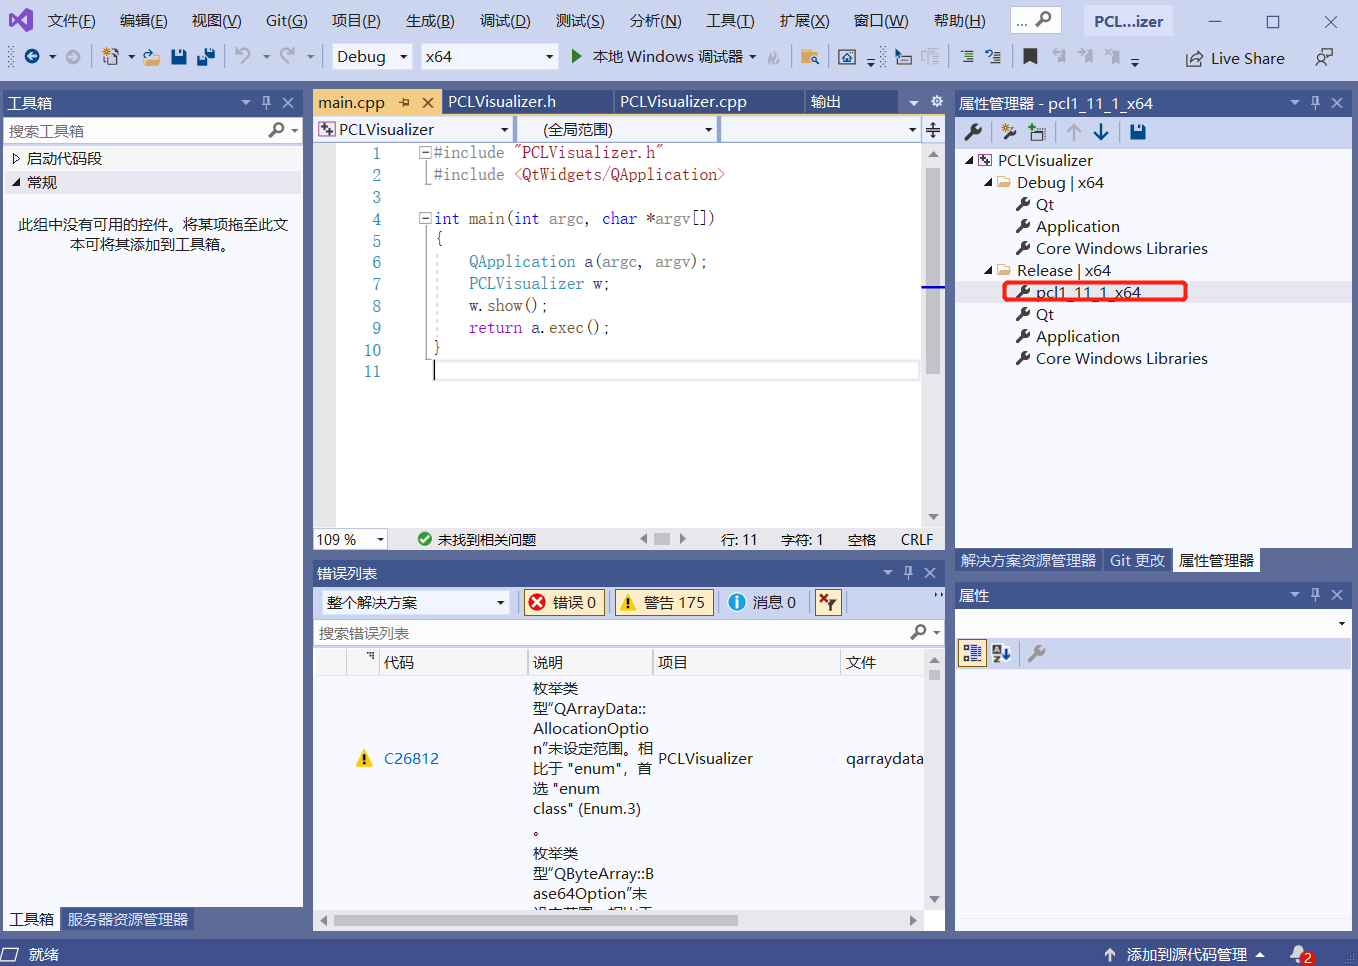 文件(F) 编辑(E) 视图(V) Git(G) 项目(P) 生成(B) 调试(D) 测试(S) 分析(N) 工具(T) 扩展(X) 窗口(W) 帮助(H) ... PCL...izer
Debug x64 本地 Windows 调试器 Live Share
工具箱
搜索工具箱
启动代码段
常规
此组中没有可用的控件。将某项拖至此文
本可将其添加到工具箱。
工具箱 服务器资源管理器
main.cpp PCLVisualizer.h PCLVisualizer.cpp 输出
PCLVisualizer (全局范围)
1 #include "PCLVisualizer.h"
2 #include <QtWidgets/QApplication>
3
4 int main(int argc, char *argv[])
5 {
6 QApplication a(argc, argv);
7 PCLVisualizer w;
8 w.show();
9 return a.exec();
10 }
11
109 % 未找到相关问题 行: 11 字符: 1 空格 CRLF
错误列表
整个解决方案 错误 0 警告 175 消息 0
搜索错误列表
代码 说明 项目 文件
枚举类
型“QArrayData::
AllocationOptio
n”未设定范围。相
比于 "enum"，首
选 "enum
class" (Enum.3)
。
C26812 PCLVisualizer qarraydata
枚举类
型“QByteArray::B
ase64Option”未
属性管理器 - pcl1_11_1_x64
PCLVisualizer
Debug | x64
Qt
Application
Core Windows Libraries
Release | x64
pcl1_11_1_x64
Qt
Application
Core Windows Libraries
解决方案资源管理器 Git 更改 属性管理器
属性
就绪 添加到源代码管理 2